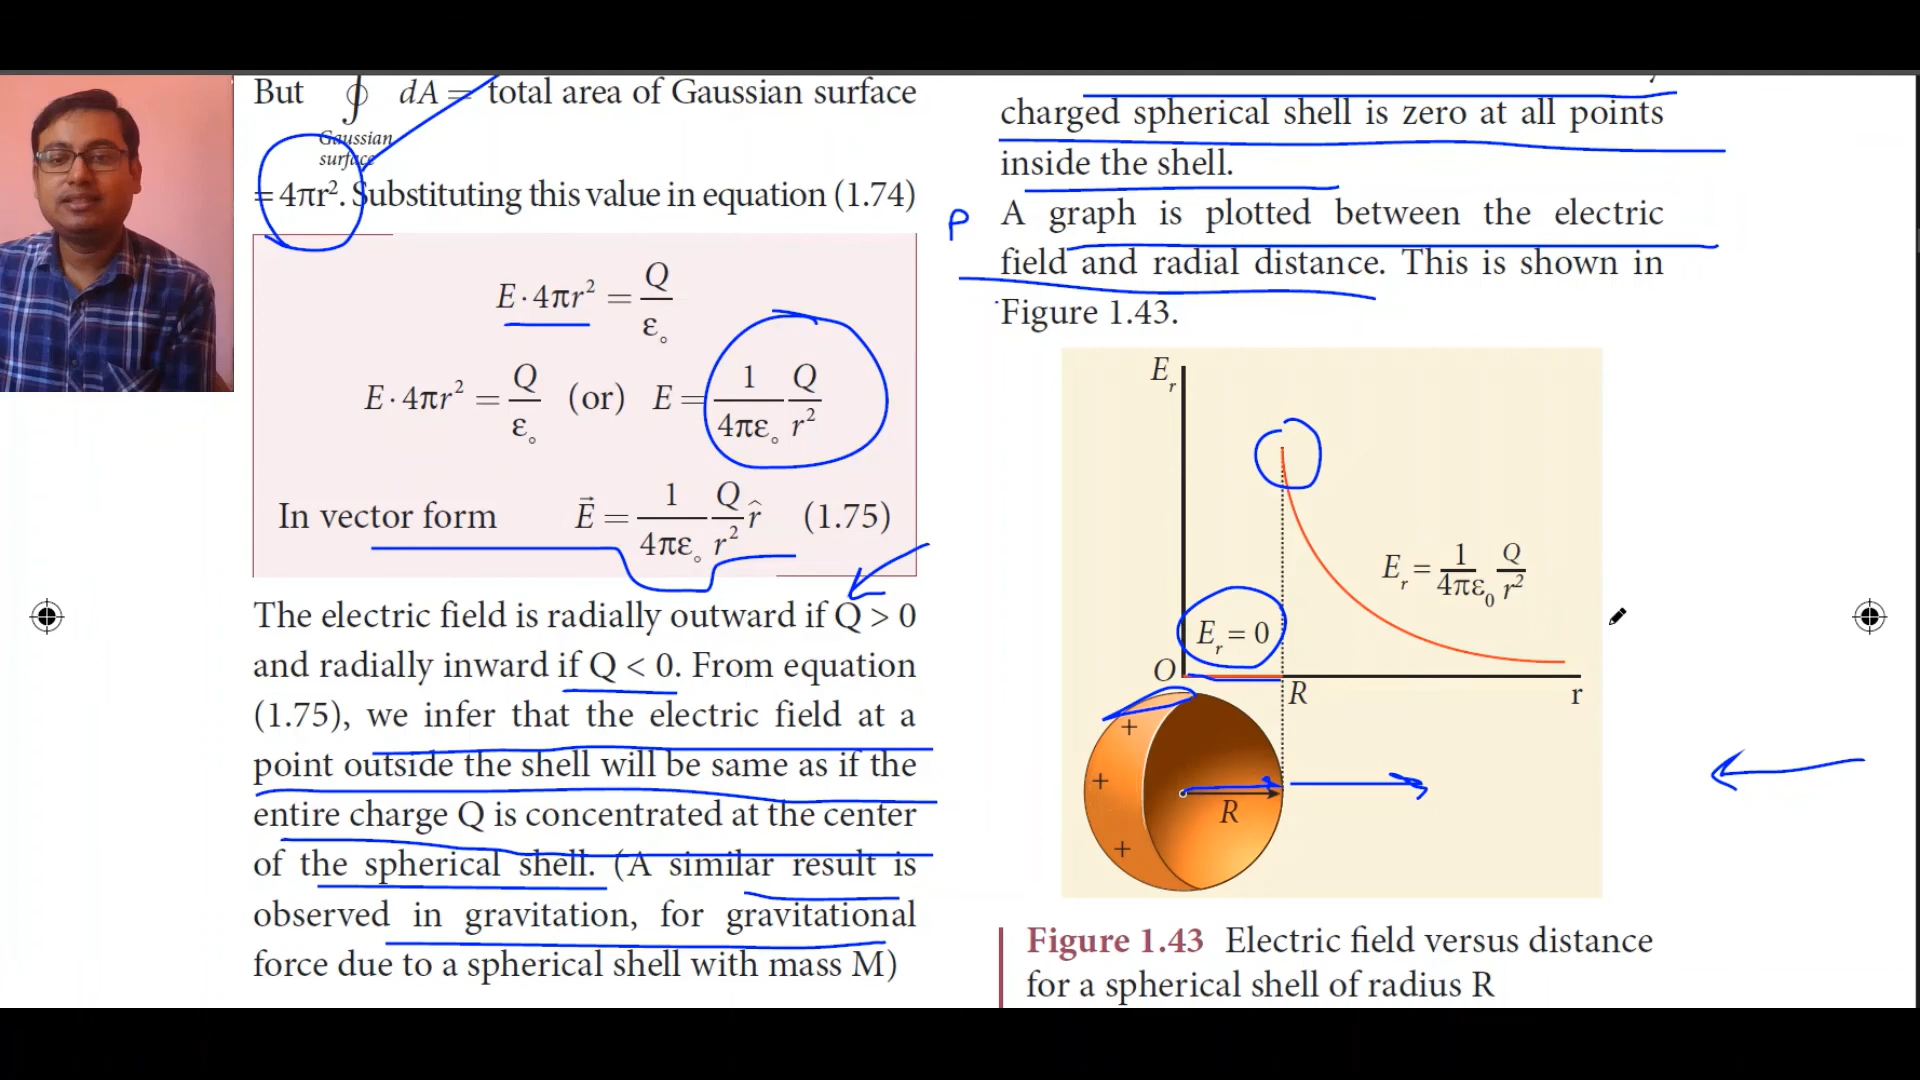 But ∮ dA = total area of Gaussian surface
Gaussian
surface
= 4πr². Substituting this value in equation (1.74)
E · 4πr² = Q/ε∘
E · 4πr² = Q/ε∘ (or) E = 1/4πε∘ Q/r²
In vector form E⃗ = 1/4πε∘ Q/r² r̂ (1.75)
The electric field is radially outward if Q > 0
and radially inward if Q < 0. From equation
(1.75), we infer that the electric field at a
point outside the shell will be same as if the
entire charge Q is concentrated at the center
of the spherical shell. (A similar result is
observed in gravitation, for gravitational
force due to a spherical shell with mass M)
charged spherical shell is zero at all points
inside the shell.
P
A graph is plotted between the electric
field and radial distance. This is shown in
Figure 1.43.
Eᵣ
Eᵣ = 1/4πε₀ Q/r²
Eᵣ = 0
O
R
r
+
+
R
+
Figure 1.43 Electric field versus distance
for a spherical shell of radius R